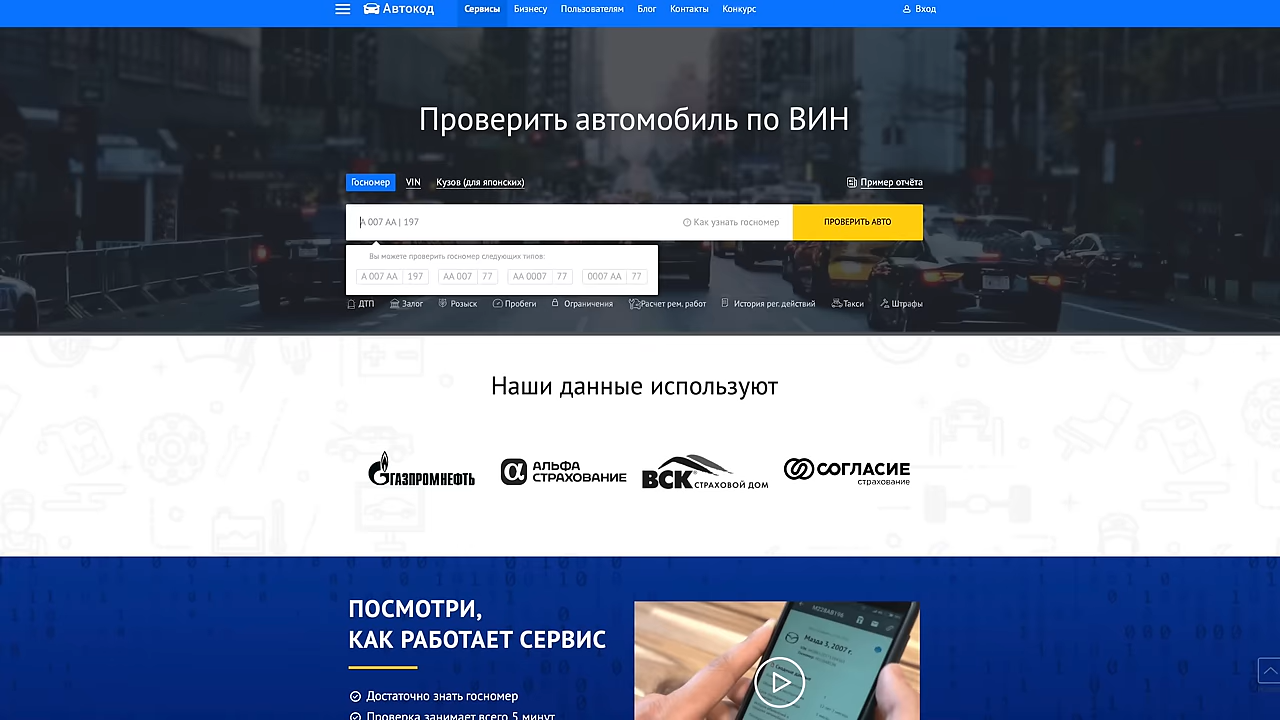 Автокод Сервисы Бизнесу Пользователям Блог Контакты Конкурс Вход
Проверить автомобиль по ВИН
Госномер VIN Кузов (для японских) Пример отчёта
А 007 АА | 197 Как узнать госномер ПРОВЕРИТЬ АВТО
Вы можете проверить госномер следующих типов:
А 007 АА 197 АА 007 77 АА 0007 77 0007 АА 77
ДТП Залог Розыск Пробеги Ограничения Расчет рем. работ История рег. действий Такси Штрафы
Наши данные используют
ГАЗПРОМНЕФТЬ
АЛЬФА
СТРАХОВАНИЕ
ВСК СТРАХОВОЙ ДОМ
СОГЛАСИЕ
страхование
ПОСМОТРИ,
КАК РАБОТАЕТ СЕРВИС
Достаточно знать госномер
Проверка занимает всего 5 минут
М228АВ196
Мазда 3, 2007 г.